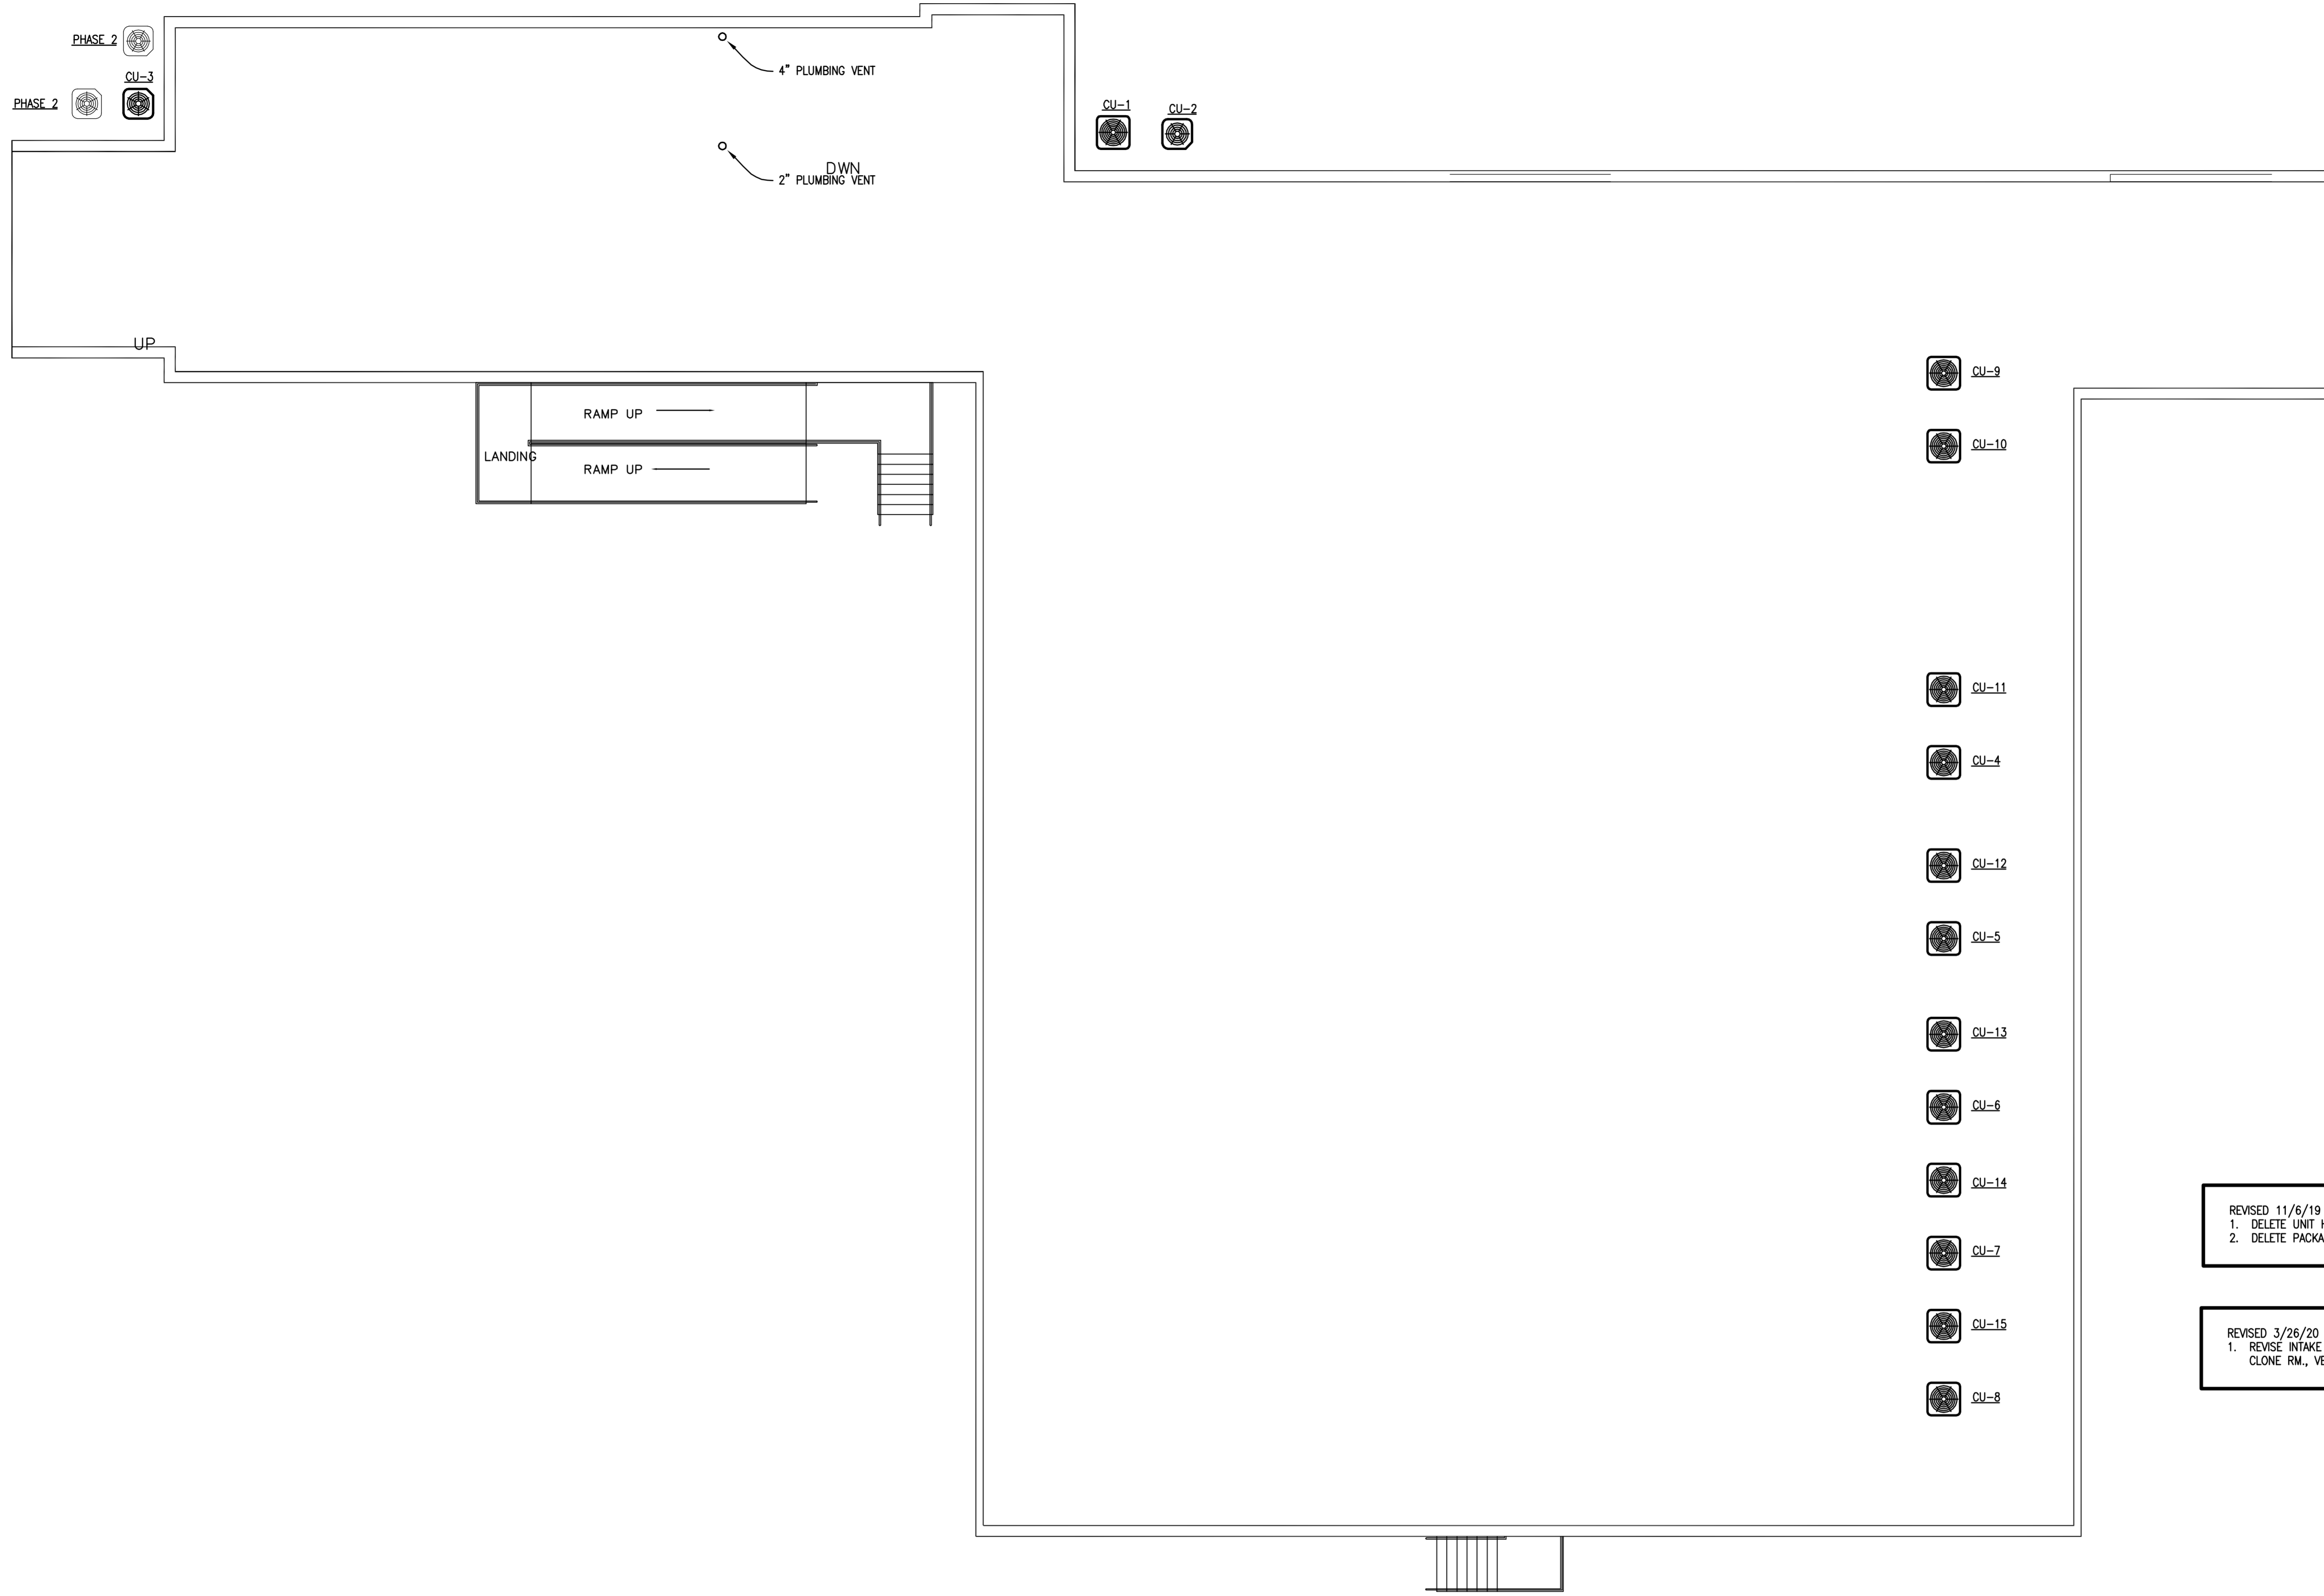 PHASE 2
CU-3
PHASE 2
4" PLUMBING VENT
DWN
2" PLUMBING VENT
CU-1
CU-2
UP
RAMP UP
LANDING
RAMP UP
CU-9
CU-10
CU-11
CU-4
CU-12
CU-5
CU-13
CU-6
CU-14
CU-7
CU-15
CU-8
REVISED 11/6/19
1. DELETE UNIT
2. DELETE PACKA
REVISED 3/26/20
1. REVISE INTAKE
CLONE RM., VE